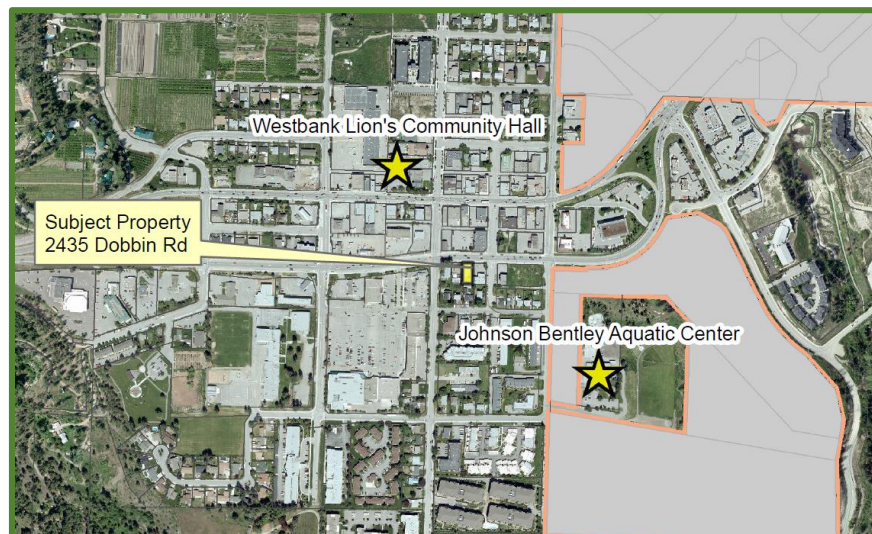 Westbank Lion's Community Hall
Subject Property
2435 Dobbin Rd
Johnson Bentley Aquatic Center